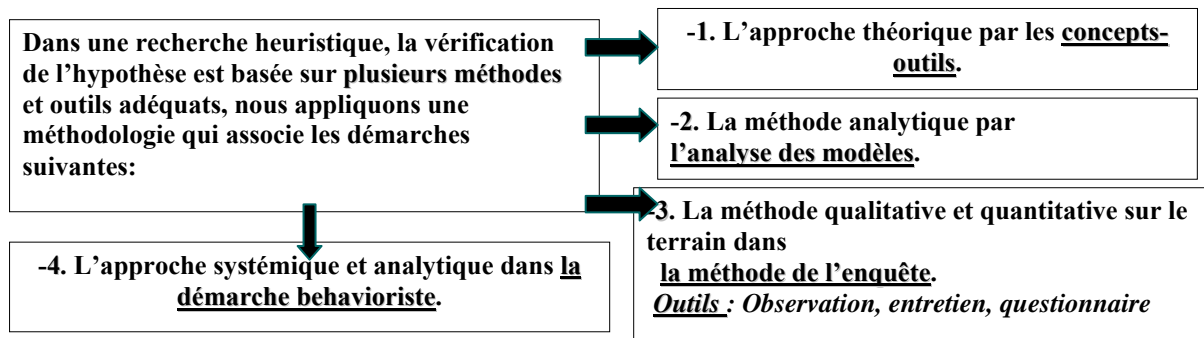 Dans une recherche heuristique, la vérification
de l’hypothèse est basée sur plusieurs méthodes
et outils adéquats, nous appliquons une
méthodologie qui associe les démarches
suivantes:
-1. L’approche théorique par les concepts-
outils.
-2. La méthode analytique par
l’analyse des modèles.
-3. La méthode qualitative et quantitative sur le
terrain dans
la méthode de l’enquête.
Outils : Observation, entretien, questionnaire
-4. L’approche systémique et analytique dans la
démarche behavioriste.